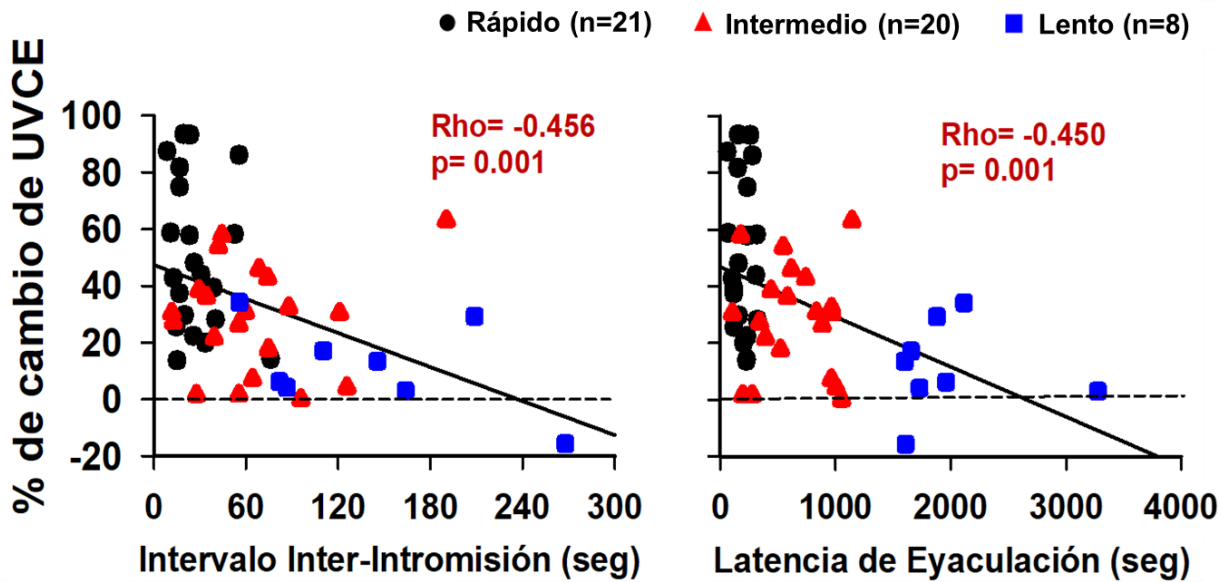 Rápido (n=21) Intermedio (n=20) Lento (n=8)
% de cambio de UVCE
100
80
60
40
20
0
-20
Rho= -0.456
p= 0.001
0 60 120 180 240 300
Intervalo Inter-Intromisión (seg)
Rho= -0.450
p= 0.001
0 1000 2000 3000 4000
Latencia de Eyaculación (seg)